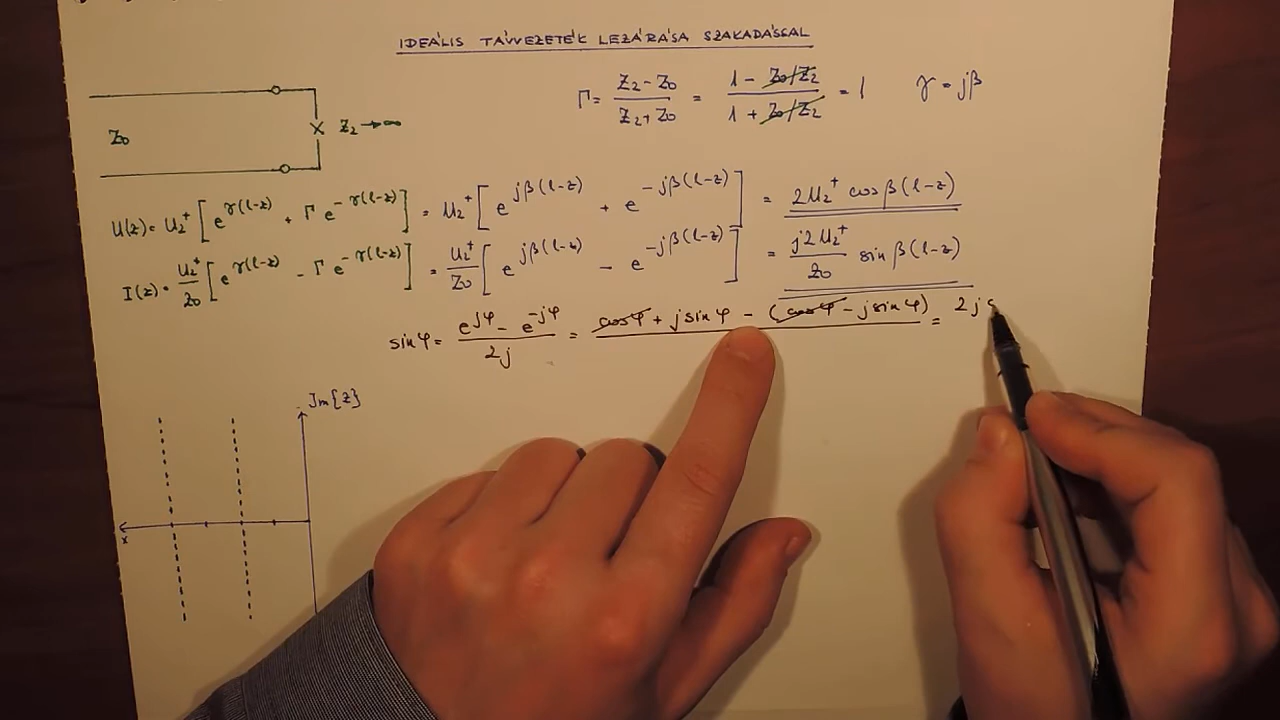 IDEÁLIS TÁVVEZETÉK LEZÁRÁSA SZAKADÁSSAL
Γ = (Z₂ - Z₀)/(Z₂ + Z₀) = (1 - Z₀/Z₂)/(1 + Z₀/Z₂) = 1 γ = jβ
Z₀ Z₂ → ∞
U(z) = U₂⁺ [e^{γ(l-z)} + Γ e^{-γ(l-z)}] = U₂⁺ [e^{jβ(l-z)} + e^{-jβ(l-z)}] = 2U₂⁺ cos β(l-z)
I(z) = U₂⁺/Z₀ [e^{γ(l-z)} - Γ e^{-γ(l-z)}] = U₂⁺/Z₀ [e^{jβ(l-z)} - e^{-jβ(l-z)}] = j2U₂⁺/Z₀ sin β(l-z)
sin φ = (e^{jφ} - e^{-jφ})/2j = cos φ + j sin φ - (cos φ - j sin φ) = 2j s
Im{Z}
x